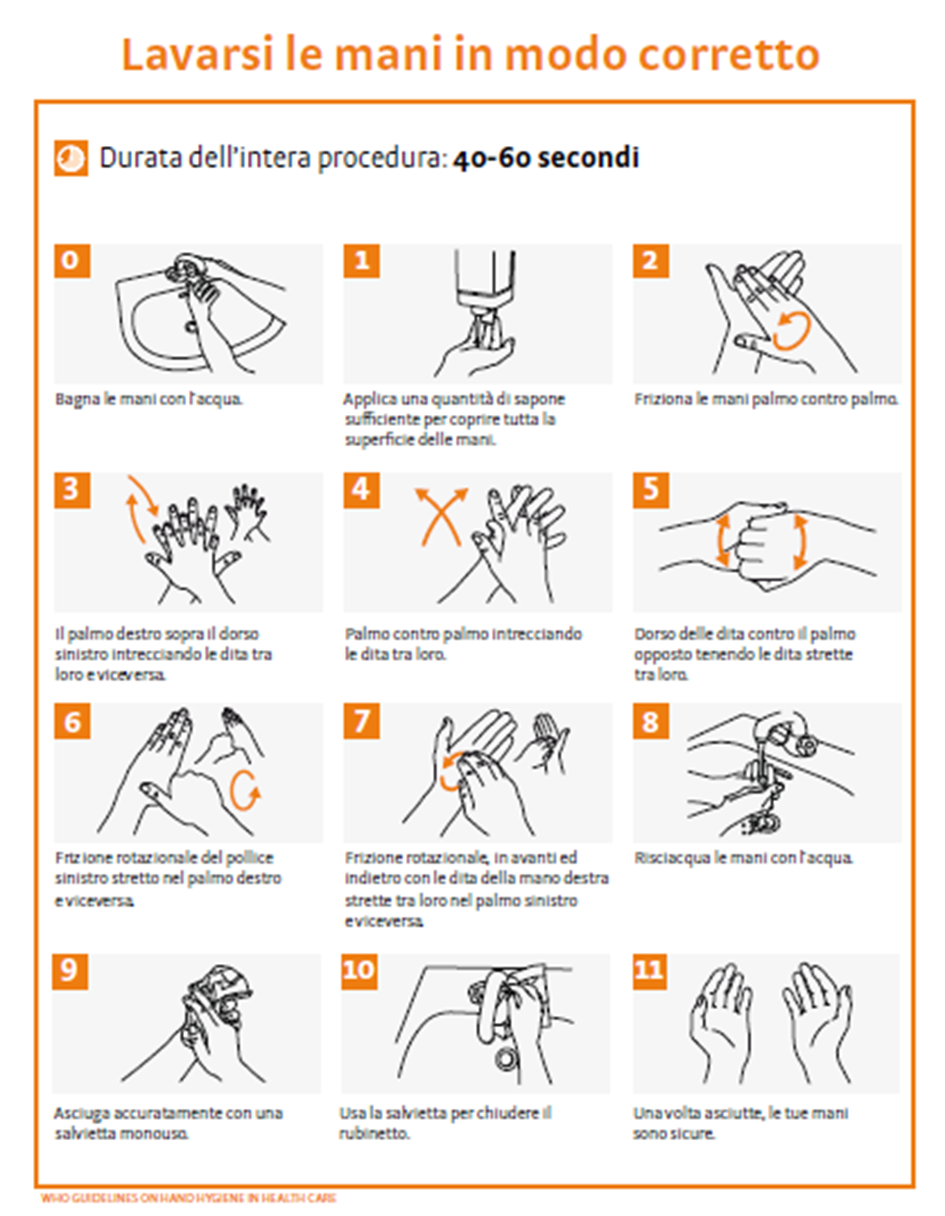 Lavarsi le mani in modo corretto
Durata dell'intera procedura: 40-60 secondi
0
Bagna le mani con l'acqua.
1
Applica una quantità di sapone
sufficiente per coprire tutta la
superficie delle mani.
2
Friziona le mani palmo contro palmo.
3
Il palmo destro sopra il dorso
sinistro intrecciando le dita tra
loro e viceversa.
4
Palmo contro palmo intrecciando
le dita tra loro.
5
Dorso delle dita contro il palmo
opposto tenendo le dita strette
tra loro.
6
Frizione rotazionale del pollice
sinistro stretto nel palmo destro
e viceversa.
7
Frizione rotazionale, in avanti ed
indietro con le dita della mano destra
strette tra loro nel palmo sinistro
e viceversa.
8
Risciacqua le mani con l'acqua.
9
Asciuga accuratamente con una
salvietta monouso.
10
Usa la salvietta per chiudere il
rubinetto.
11
Una volta asciutte, le tue mani
sono sicure.
WHO GUIDELINES ON HAND HYGIENE IN HEALTH CARE